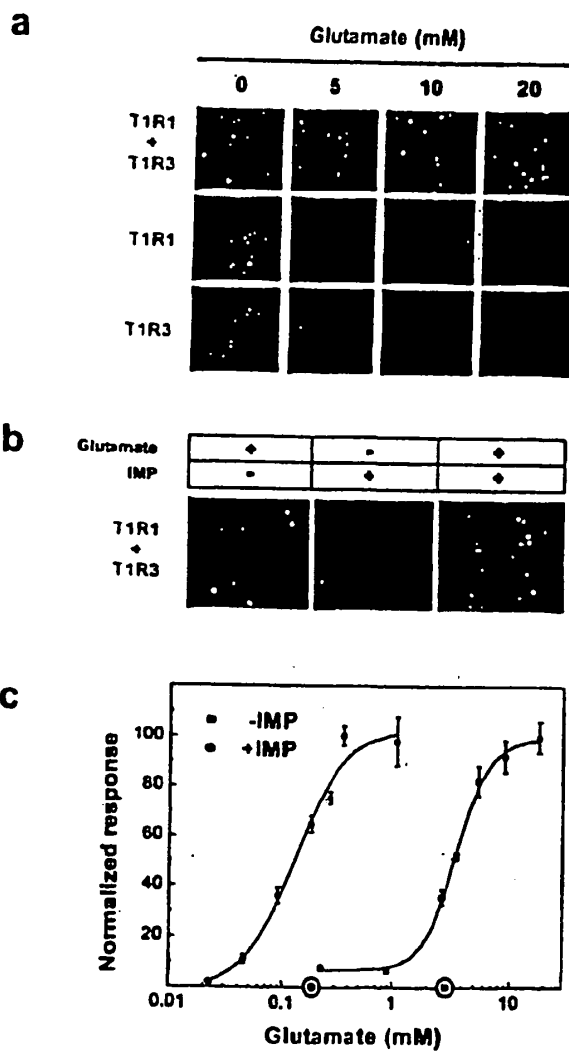 a
Glutamate (mM)
0 5 10 20
T1R1
+
T1R3
T1R1
T1R3
b
Glutamate + - +
IMP - + +
T1R1
+
T1R3
c
-IMP
+IMP
Normalized response
100
80
60
40
20
0.01 0.1 1 10
Glutamate (mM)